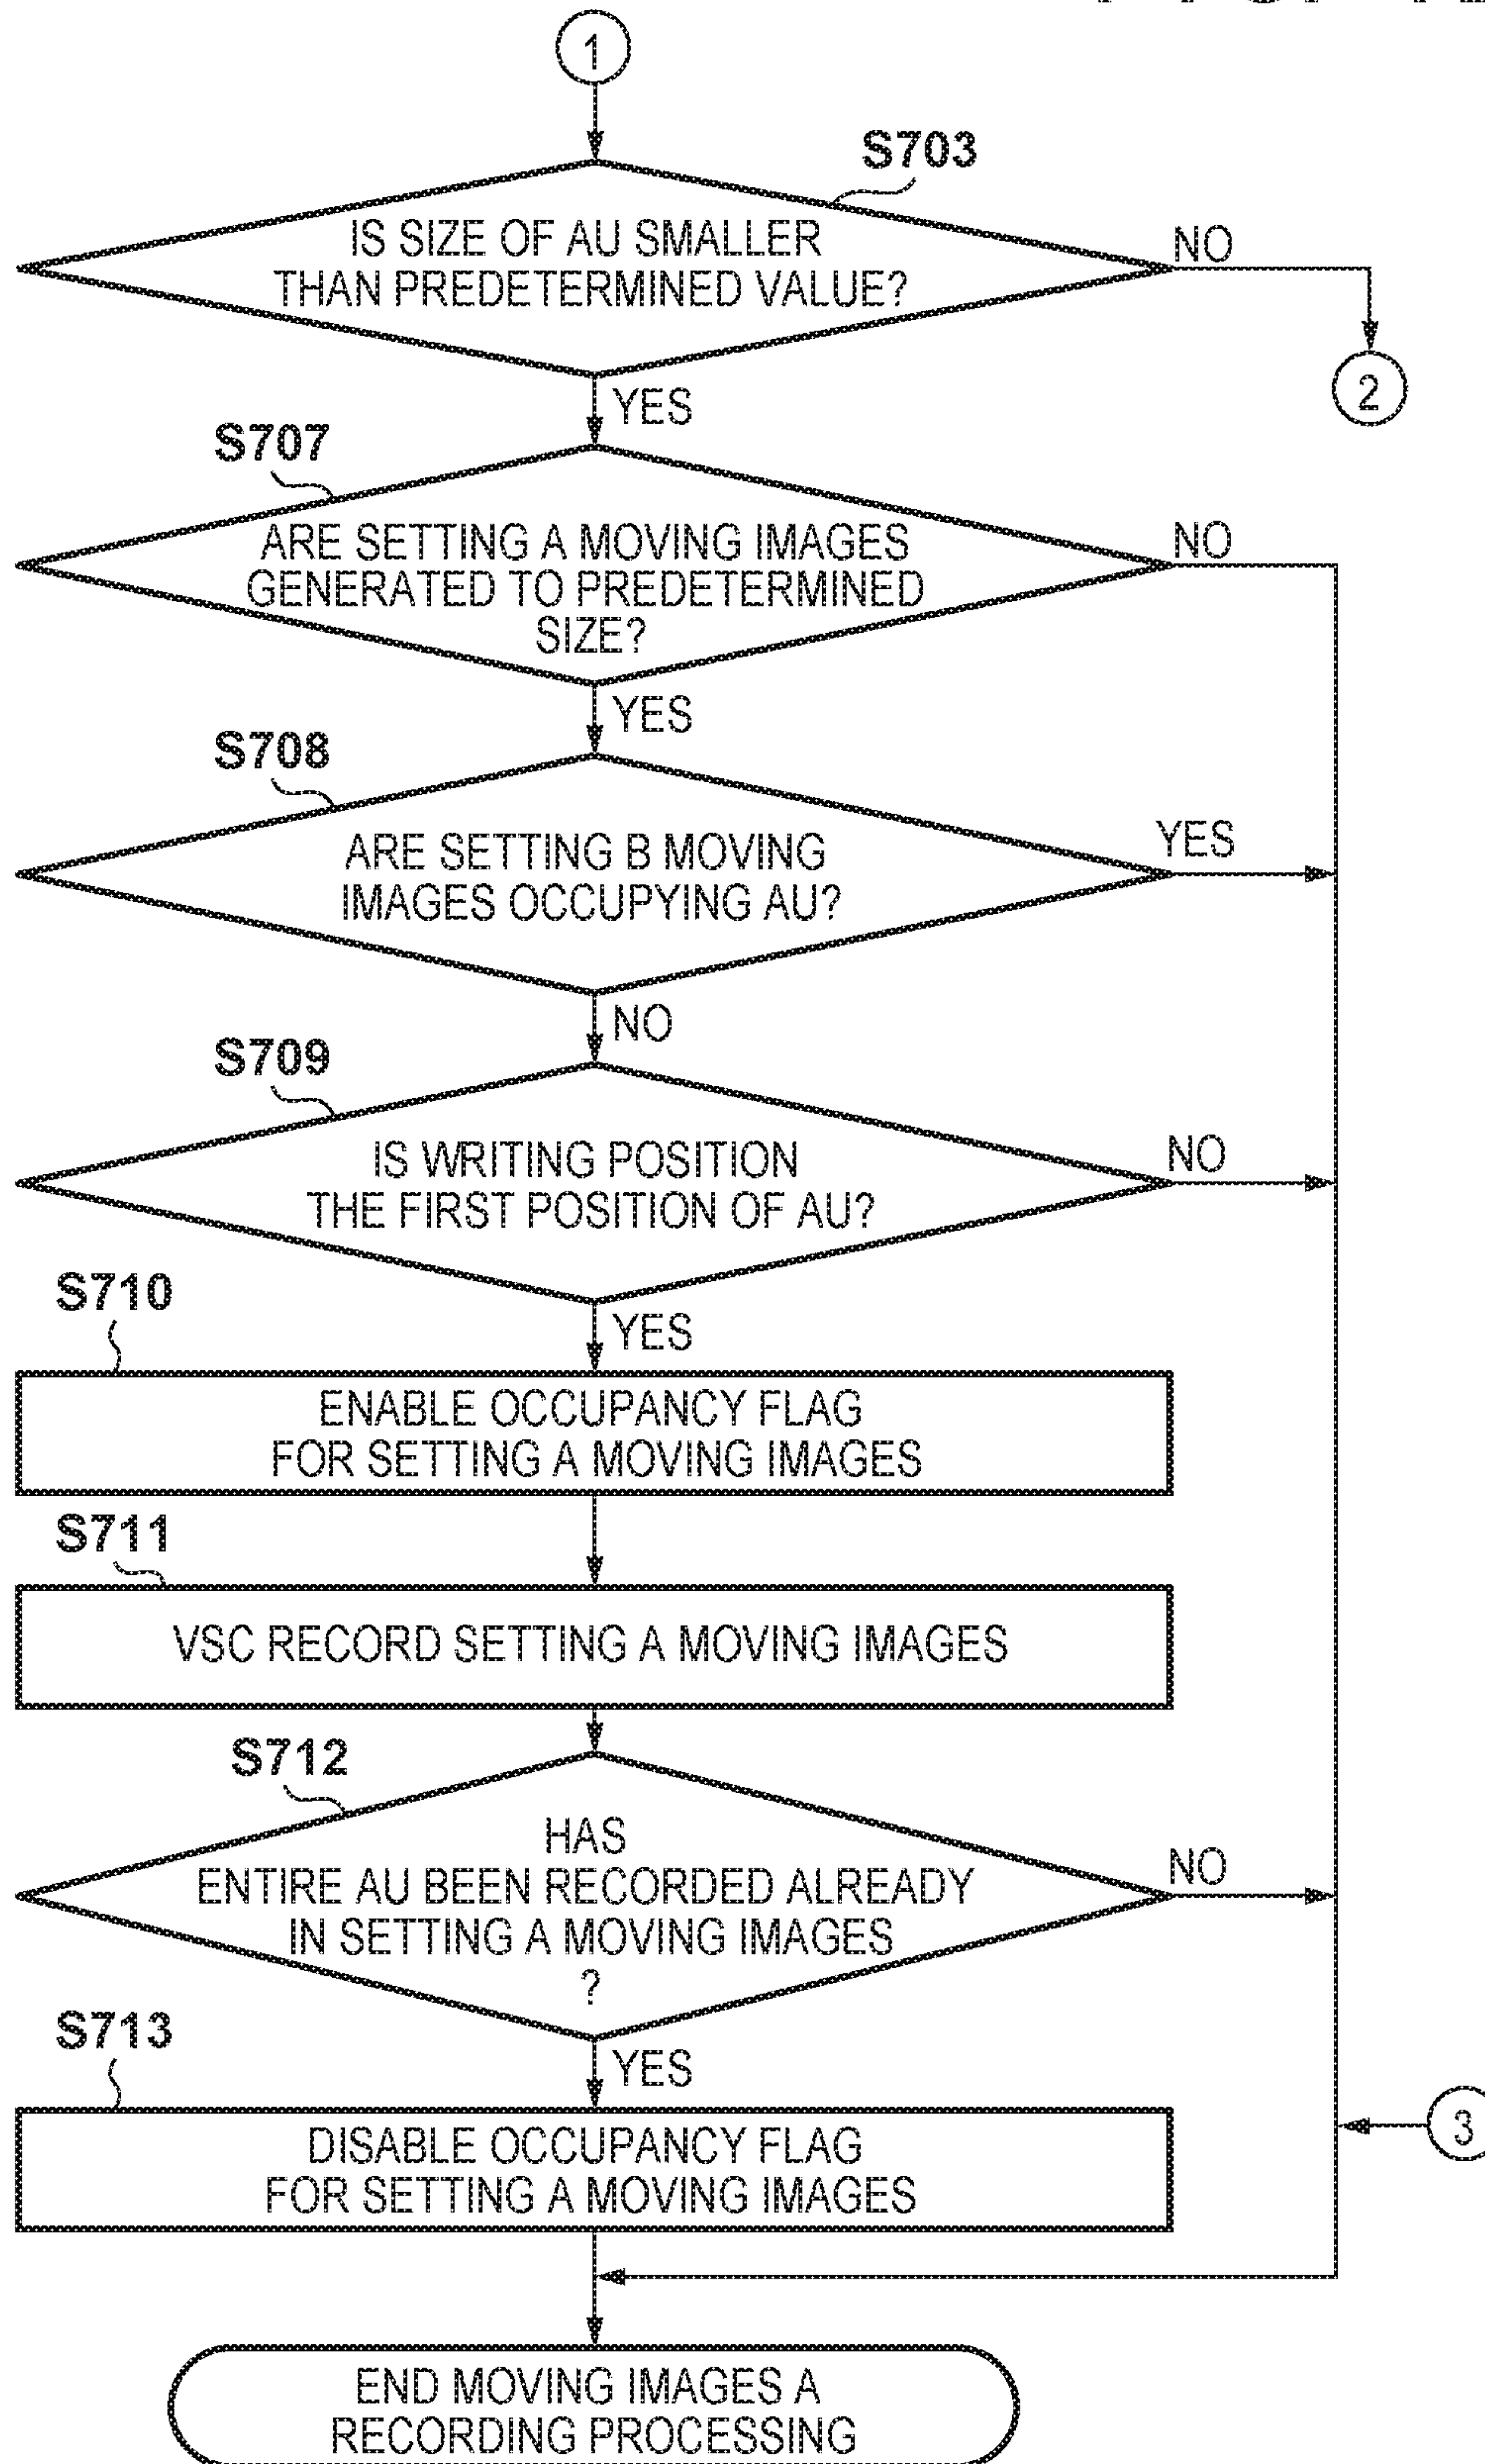 1
S703
IS SIZE OF AU SMALLER
THAN PREDETERMINED VALUE?
NO
2
YES
S707
ARE SETTING A MOVING IMAGES
GENERATED TO PREDETERMINED
SIZE?
NO
YES
S708
ARE SETTING B MOVING
IMAGES OCCUPYING AU?
YES
NO
S709
IS WRITING POSITION
THE FIRST POSITION OF AU?
NO
YES
S710
ENABLE OCCUPANCY FLAG
FOR SETTING A MOVING IMAGES
S711
VSC RECORD SETTING A MOVING IMAGES
S712
HAS
ENTIRE AU BEEN RECORDED ALREADY
IN SETTING A MOVING IMAGES
?
NO
YES
S713
DISABLE OCCUPANCY FLAG
FOR SETTING A MOVING IMAGES
3
END MOVING IMAGES A
RECORDING PROCESSING